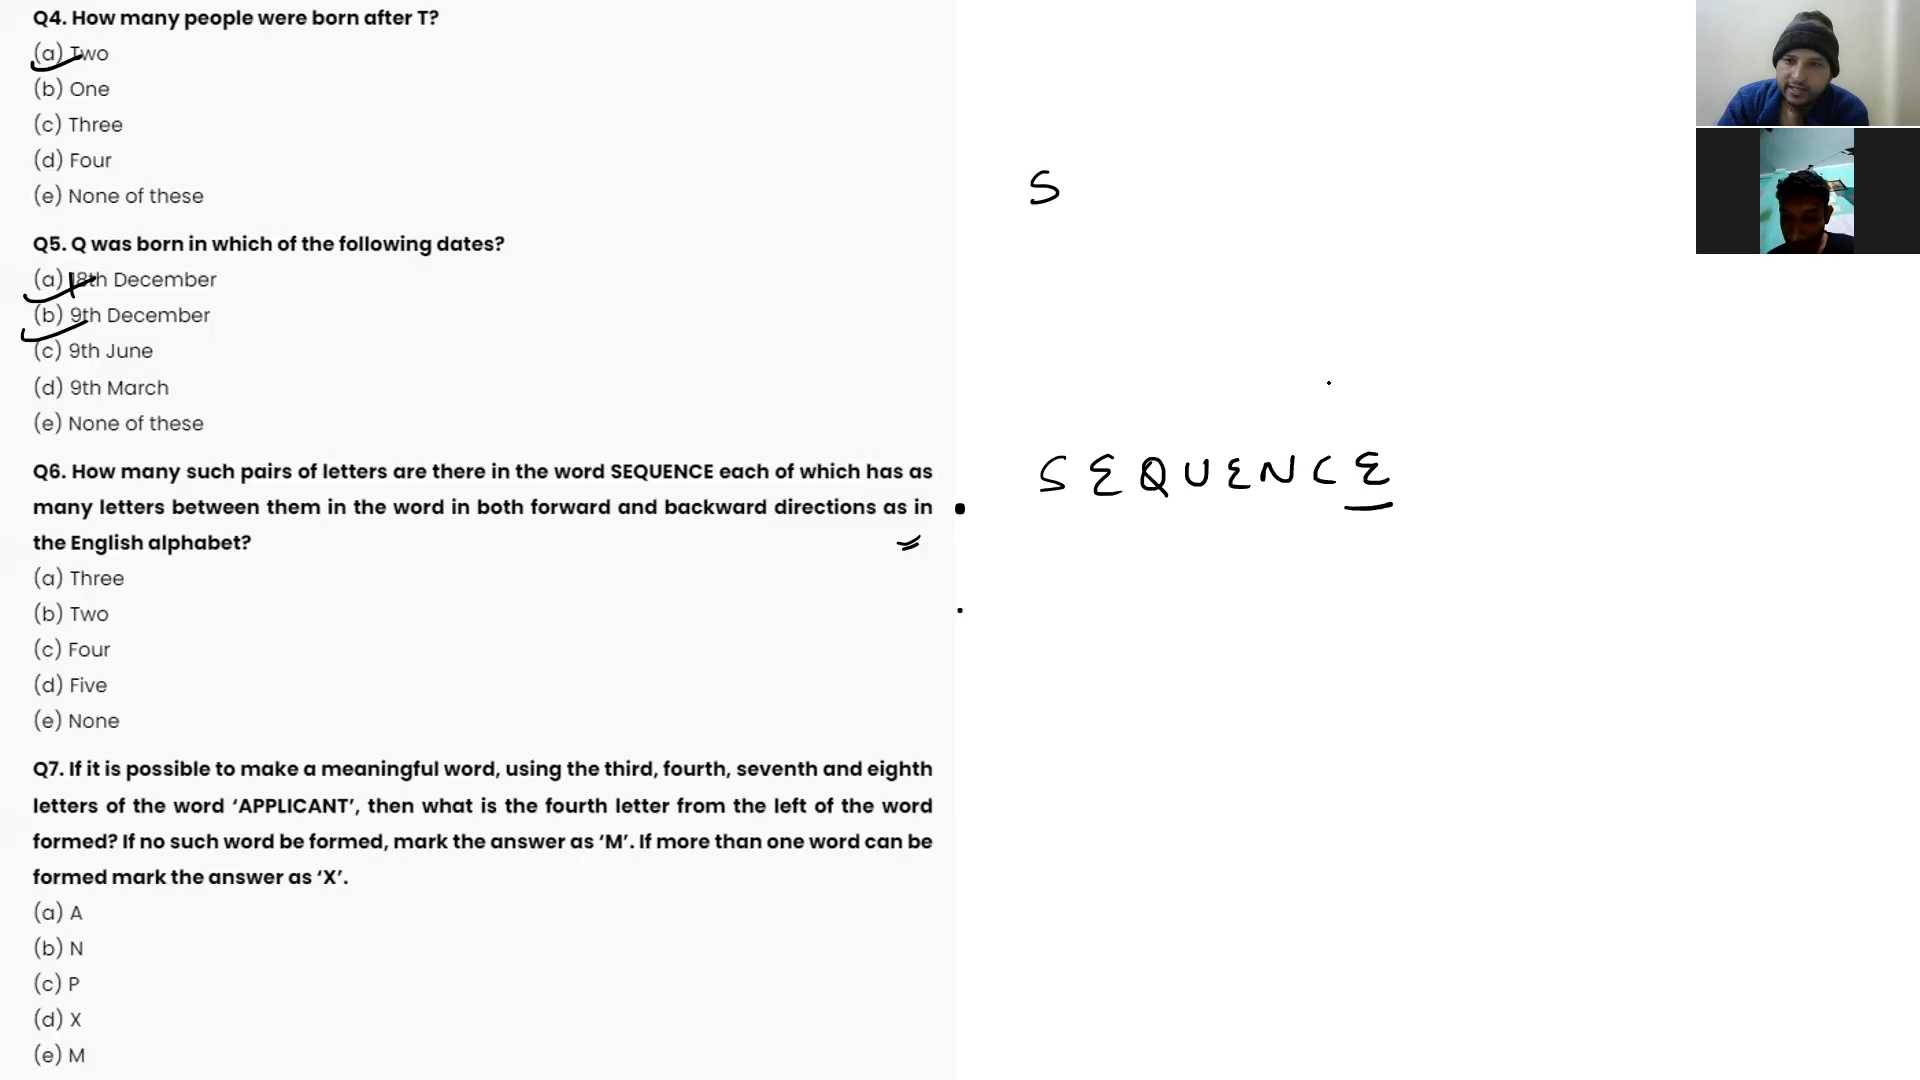 Q4. How many people were born after T?
(a) Two
(b) One
(c) Three
(d) Four
(e) None of these
Q5. Q was born in which of the following dates?
(a) 18th December
(b) 9th December
(c) 9th June
(d) 9th March
(e) None of these
Q6. How many such pairs of letters are there in the word SEQUENCE each of which has as
many letters between them in the word in both forward and backward directions as in
the English alphabet?
(a) Three
(b) Two
(c) Four
(d) Five
(e) None
Q7. If it is possible to make a meaningful word, using the third, fourth, seventh and eighth
letters of the word ‘APPLICANT’, then what is the fourth letter from the left of the word
formed? If no such word be formed, mark the answer as ‘M’. If more than one word can be
formed mark the answer as ‘X’.
(a) A
(b) N
(c) P
(d) X
(e) M
S
S E Q U E N C E